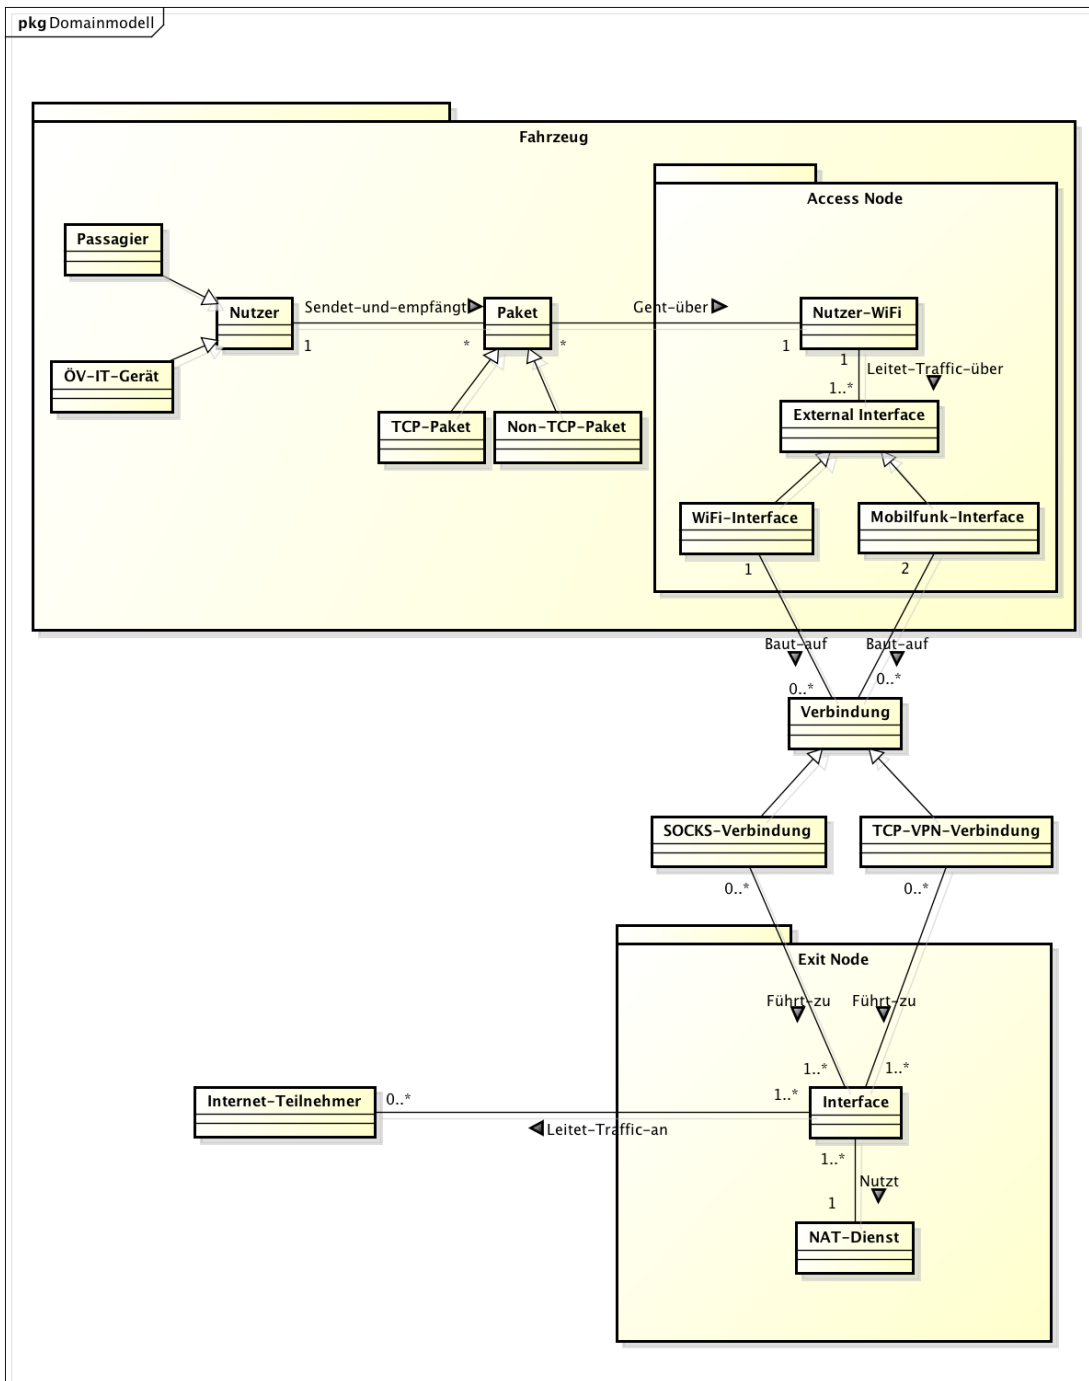 pkg Domainmodell
Fahrzeug
Access Node
Passagier
Nutzer
Sendet-und-empfängt
Paket
Geht-über
Nutzer-WiFi
1
*
*
1
1
Leitet-Traffic-über
1..*
ÖV-IT-Gerät
TCP-Paket
Non-TCP-Paket
External Interface
WiFi-Interface
Mobilfunk-Interface
1
2
Baut-auf
Baut-auf
0..*
0..*
Verbindung
SOCKS-Verbindung
TCP-VPN-Verbindung
0..*
0..*
Exit Node
Führt-zu
Führt-zu
1..*
1..*
Internet-Teilnehmer
0..*
1..*
Interface
Leitet-Traffic-an
1..*
Nutzt
1
NAT-Dienst